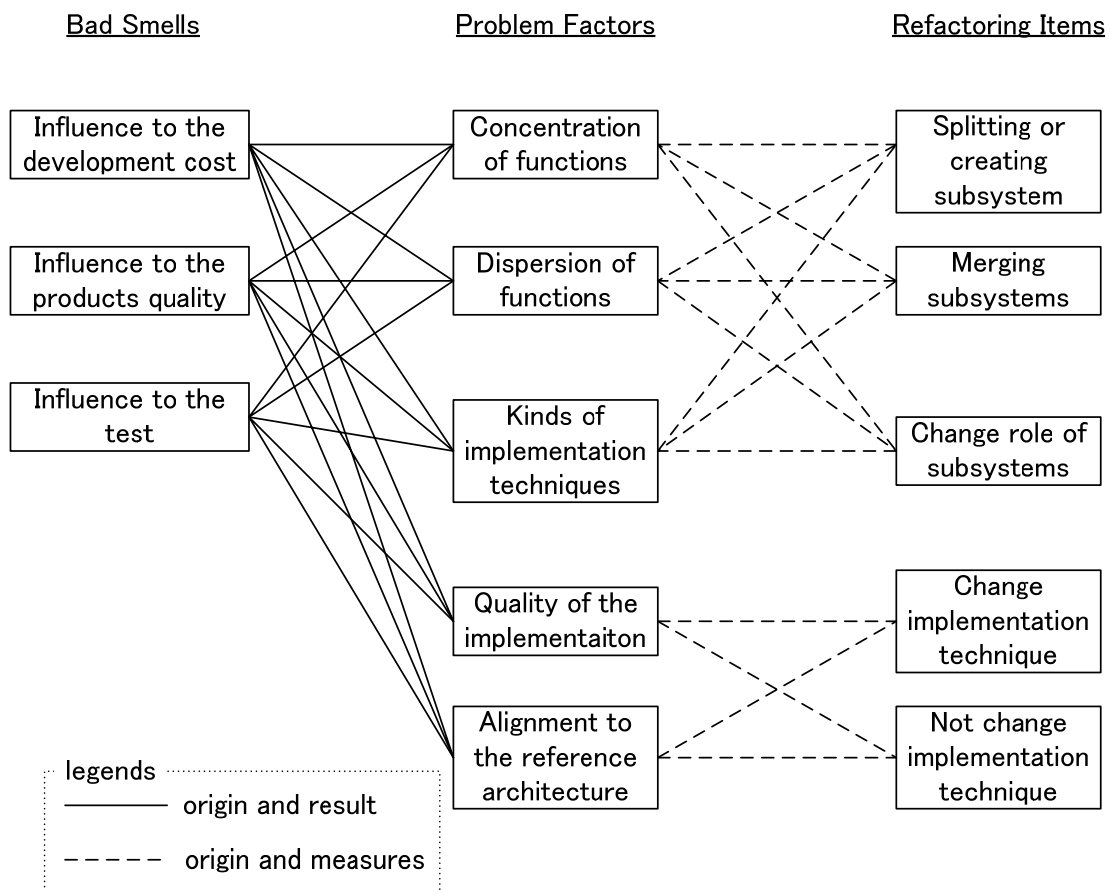 Bad Smells
Problem Factors
Refactoring Items
Influence to the
development cost
Influence to the
products quality
Influence to the
test
Concentration
of functions
Dispersion of
functions
Kinds of
implementation
techniques
Quality of the
implementaiton
Alignment to
the reference
architecture
Splitting or
creating
subsystem
Merging
subsystems
Change role of
subsystems
Change
implementation
technique
Not change
implementation
technique
legends
origin and result
origin and measures